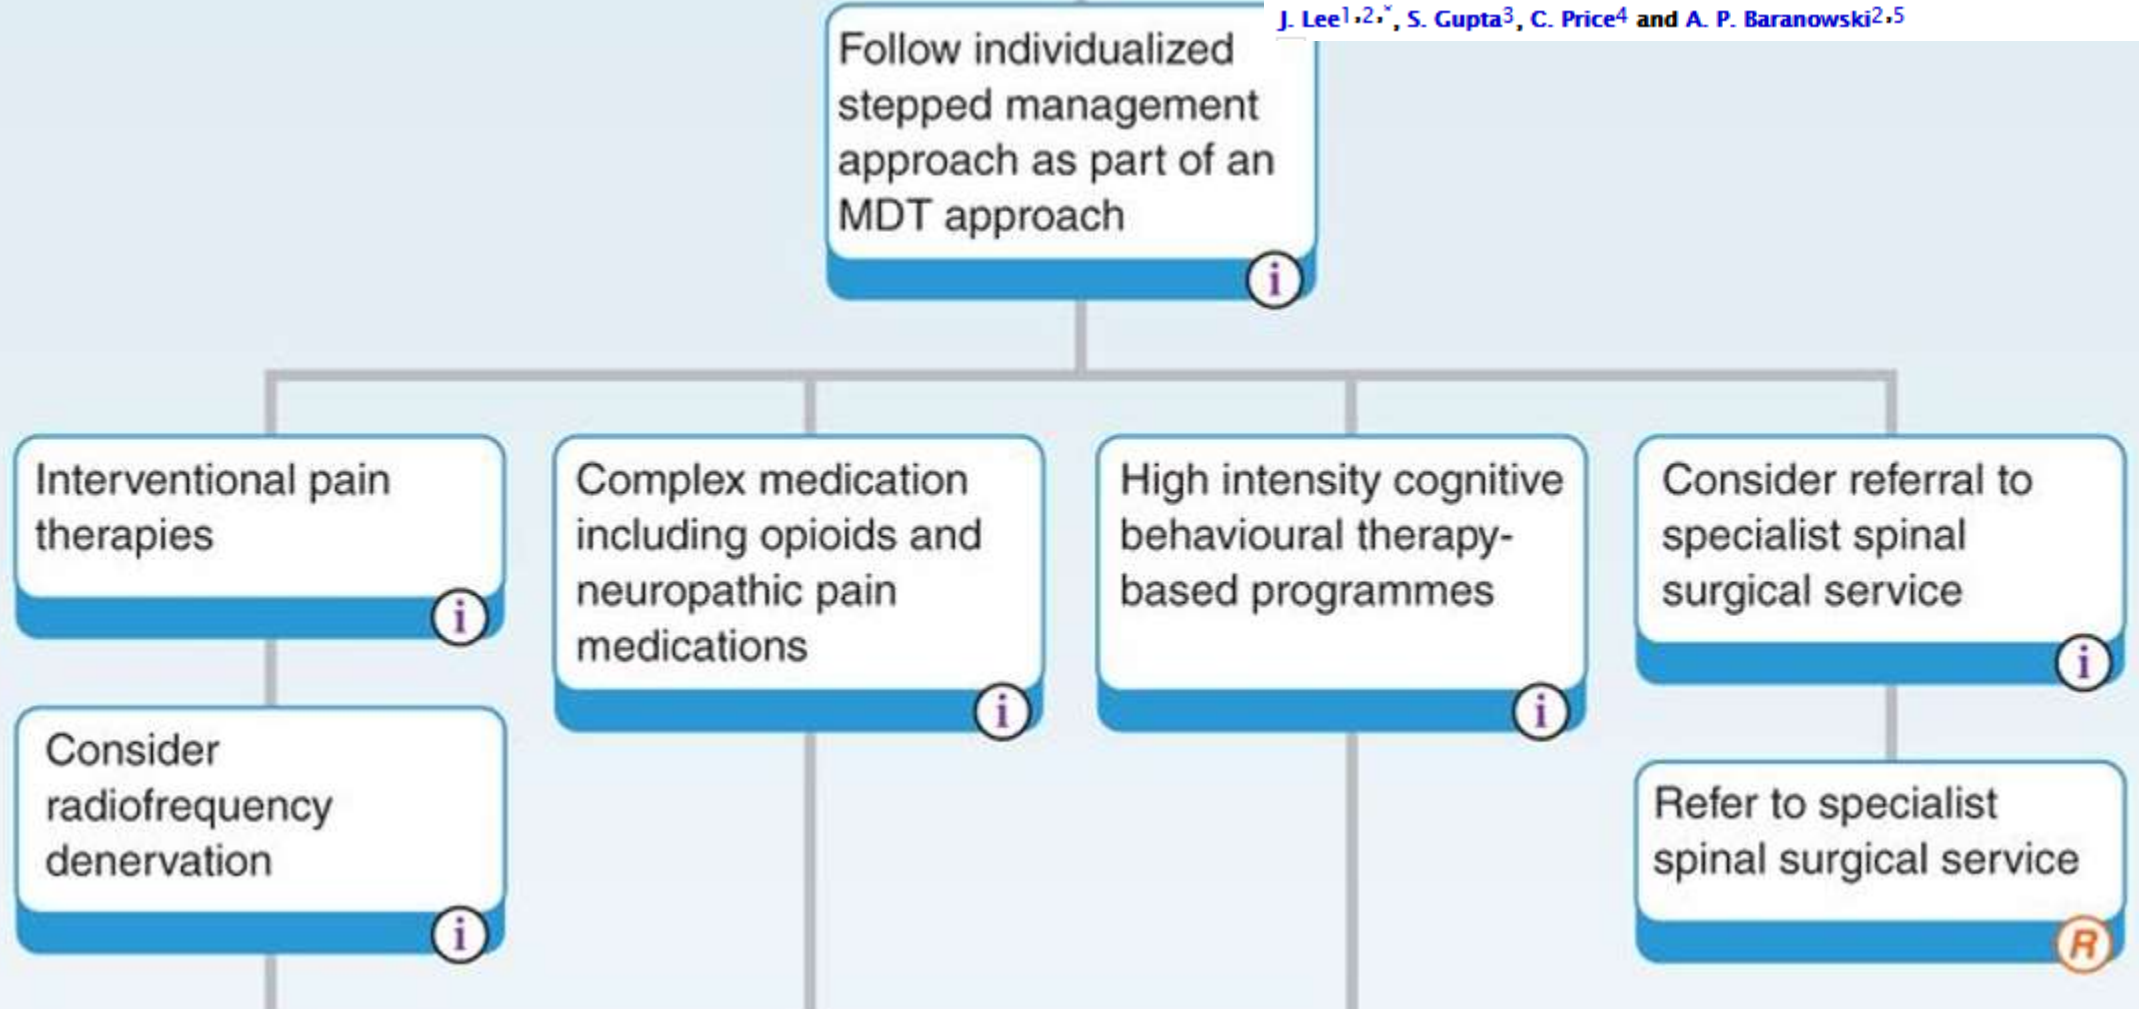 J. Lee1,2,*, S. Gupta3, C. Price4 and A. P. Baranowski2,5
Follow individualized
stepped management
approach as part of an
MDT approach
i
Interventional pain
therapies
i
Complex medication
including opioids and
neuropathic pain
medications
i
High intensity cognitive
behavioural therapy-
based programmes
i
Consider referral to
specialist spinal
surgical service
i
Consider
radiofrequency
denervation
i
Refer to specialist
spinal surgical service
R